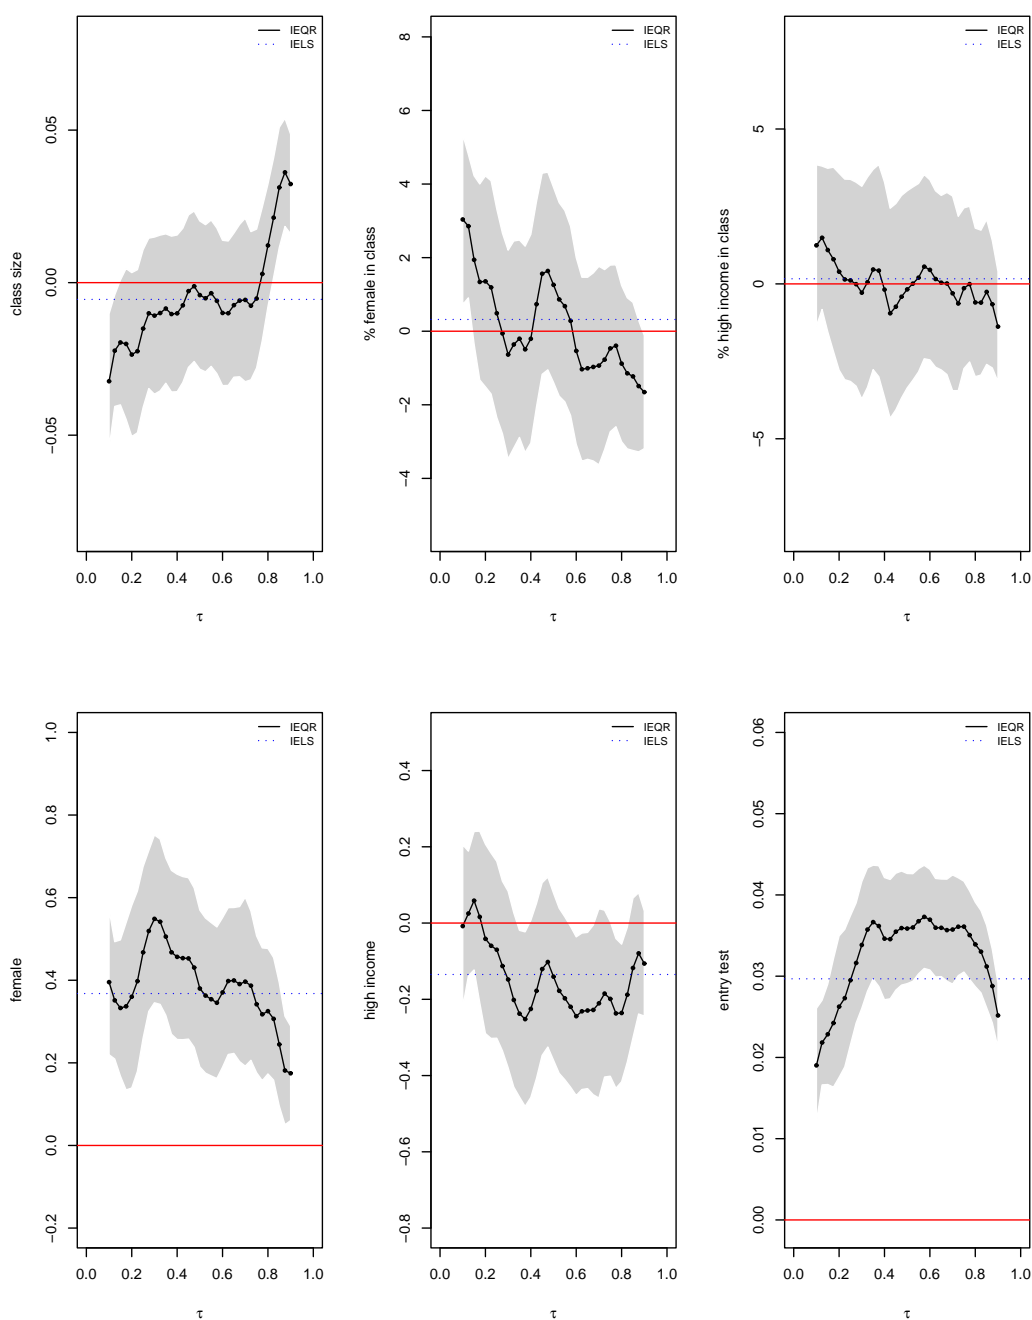 IEQR
IELS
class size
0.05
0.00
−0.05
0.0 0.2 0.4 0.6 0.8 1.0
τ
IEQR
IELS
% female in class
8
6
4
2
0
−2
−4
0.0 0.2 0.4 0.6 0.8 1.0
τ
IEQR
IELS
% high income in class
5
0
−5
0.0 0.2 0.4 0.6 0.8 1.0
τ
IEQR
IELS
female
1.0
0.8
0.6
0.4
0.2
0.0
−0.2
0.0 0.2 0.4 0.6 0.8 1.0
τ
IEQR
IELS
high income
0.4
0.2
0.0
−0.2
−0.4
−0.6
−0.8
0.0 0.2 0.4 0.6 0.8 1.0
τ
IEQR
IELS
entry test
0.06
0.05
0.04
0.03
0.02
0.01
0.00
0.0 0.2 0.4 0.6 0.8 1.0
τ